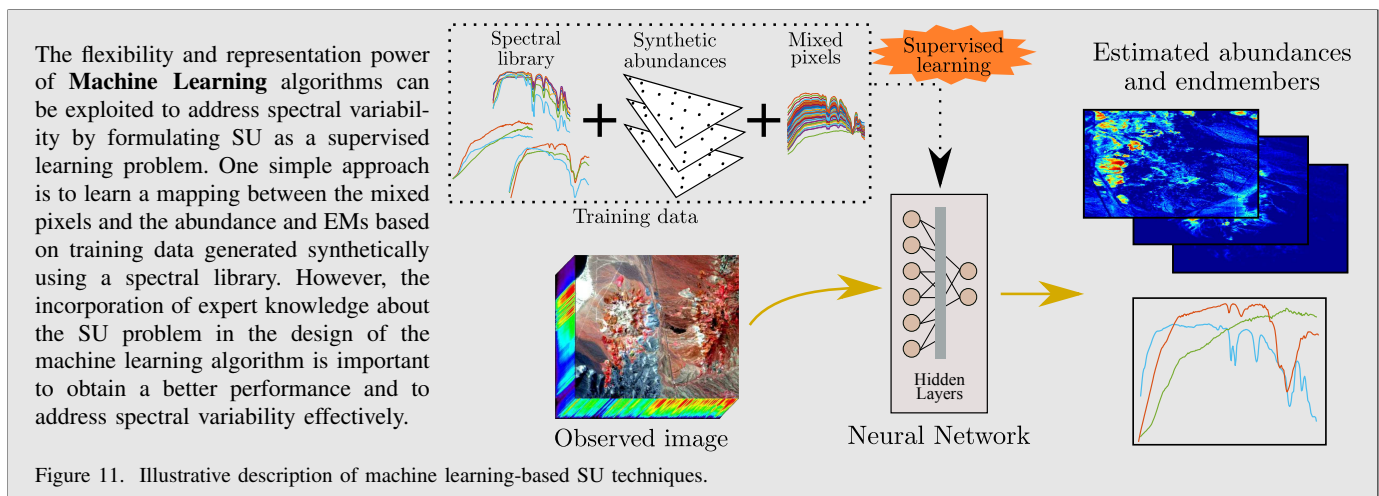 The flexibility and representation power
of Machine Learning algorithms can
be exploited to address spectral variabil-
ity by formulating SU as a supervised
learning problem. One simple approach
is to learn a mapping between the mixed
pixels and the abundance and EMs based
on training data generated synthetically
using a spectral library. However, the
incorporation of expert knowledge about
the SU problem in the design of the
machine learning algorithm is important
to obtain a better performance and to
address spectral variability effectively.
Spectral
library
Synthetic
abundances
Mixed
pixels
Supervised
learning
Training data
Estimated abundances
and endmembers
Hidden
Layers
Observed image
Neural Network
Figure 11. Illustrative description of machine learning-based SU techniques.